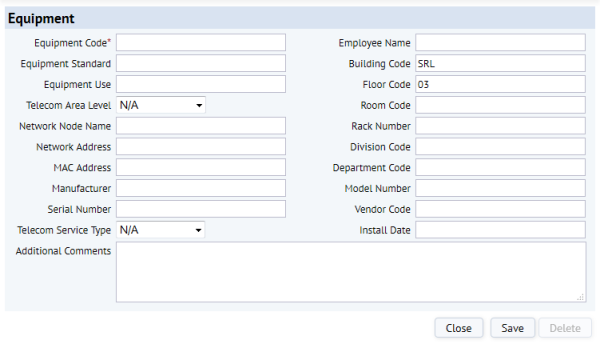 Equipment
Equipment Code* Employee Name
Equipment Standard Building Code SRL
Equipment Use Floor Code 03
Telecom Area Level N/A Room Code
Network Node Name Rack Number
Network Address Division Code
MAC Address Department Code
Manufacturer Model Number
Serial Number Vendor Code
Telecom Service Type N/A Install Date
Additional Comments
Close Save Delete